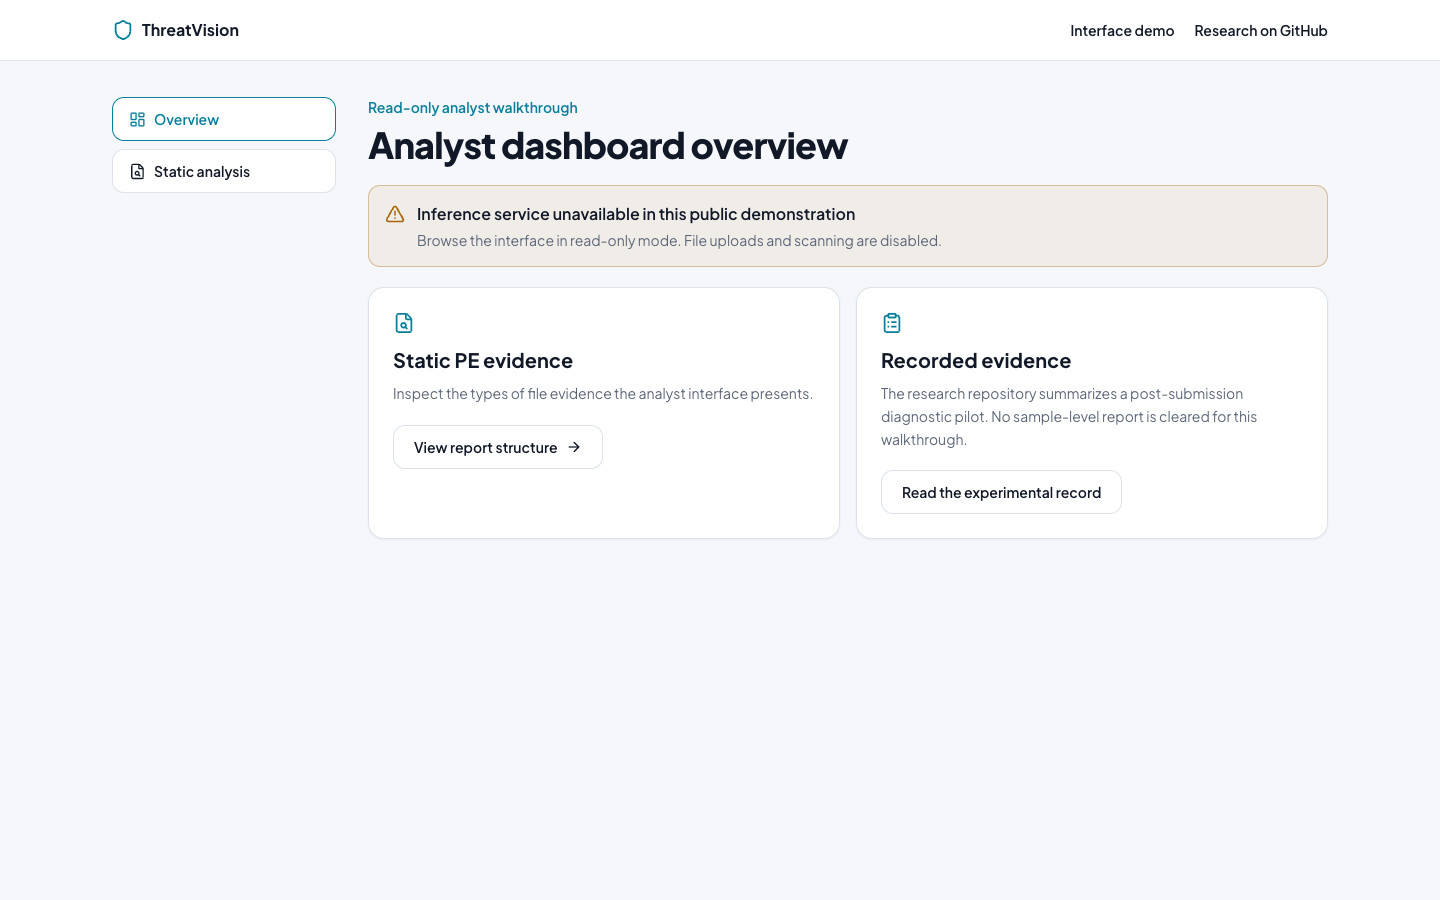 ThreatVision
Interface demo
Research on GitHub
Overview
Static analysis
Read-only analyst walkthrough
Analyst dashboard overview
Inference service unavailable in this public demonstration
Browse the interface in read-only mode. File uploads and scanning are disabled.
Static PE evidence
Inspect the types of file evidence the analyst interface presents.
View report structure
Recorded evidence
The research repository summarizes a post-submission
diagnostic pilot. No sample-level report is cleared for this
walkthrough.
Read the experimental record